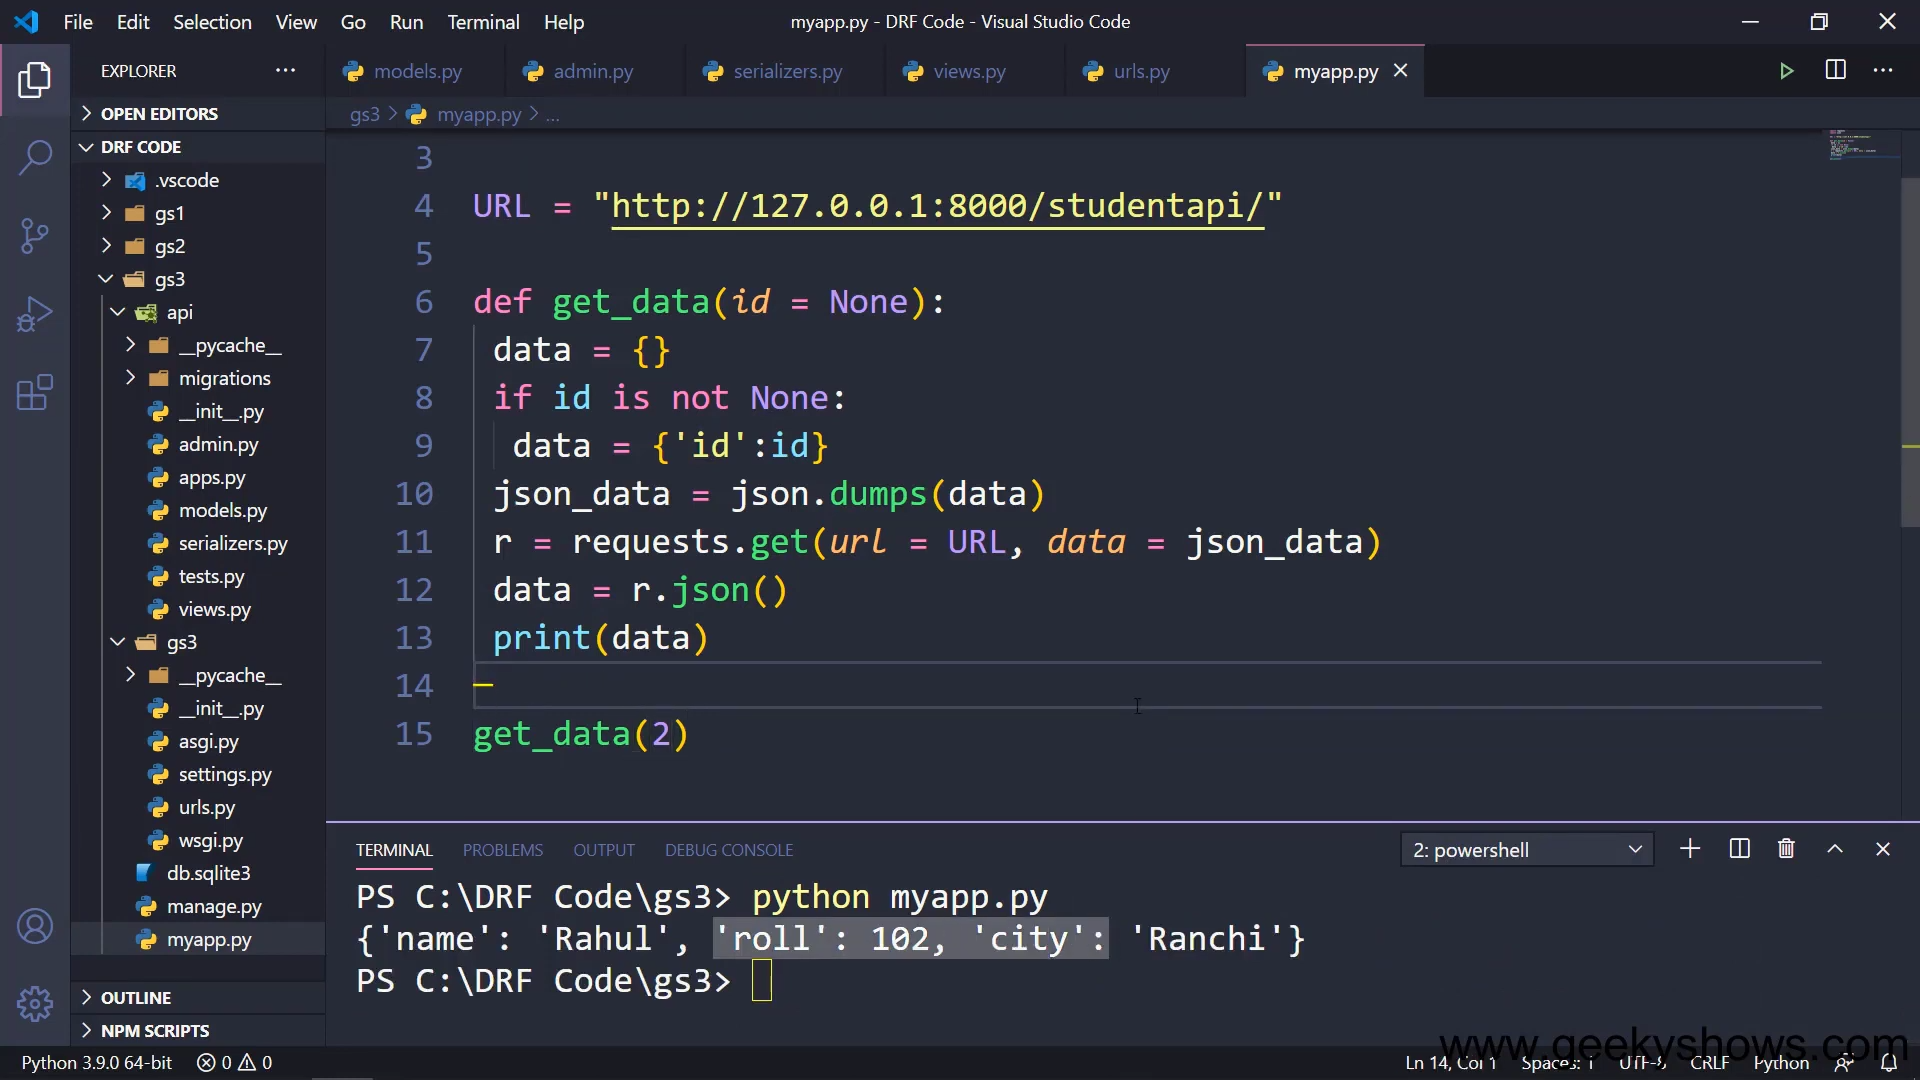 File Edit Selection View Go Run Terminal Help
myapp.py - DRF Code - Visual Studio Code
EXPLORER
OPEN EDITORS
DRF CODE
.vscode
gs1
gs2
gs3
api
__pycache__
migrations
__init__.py
admin.py
apps.py
models.py
serializers.py
tests.py
views.py
gs3
__pycache__
__init__.py
asgi.py
settings.py
urls.py
wsgi.py
db.sqlite3
manage.py
myapp.py
OUTLINE
NPM SCRIPTS
models.py admin.py serializers.py views.py urls.py myapp.py
gs3 > myapp.py > ...
3
4 URL = "http://127.0.0.1:8000/studentapi/"
5
6 def get_data(id = None):
7 data = {}
8 if id is not None:
9 data = {'id':id}
10 json_data = json.dumps(data)
11 r = requests.get(url = URL, data = json_data)
12 data = r.json()
13 print(data)
14
15 get_data(2)
TERMINAL PROBLEMS OUTPUT DEBUG CONSOLE
2: powershell
PS C:\DRF Code\gs3> python myapp.py
{'name': 'Rahul', 'roll': 102, 'city': 'Ranchi'}
PS C:\DRF Code\gs3>
www.geekyshows.com
Python 3.9.0 64-bit 0 0
Ln 14, Col 1 Spaces: 1 UTF-8 CRLF Python